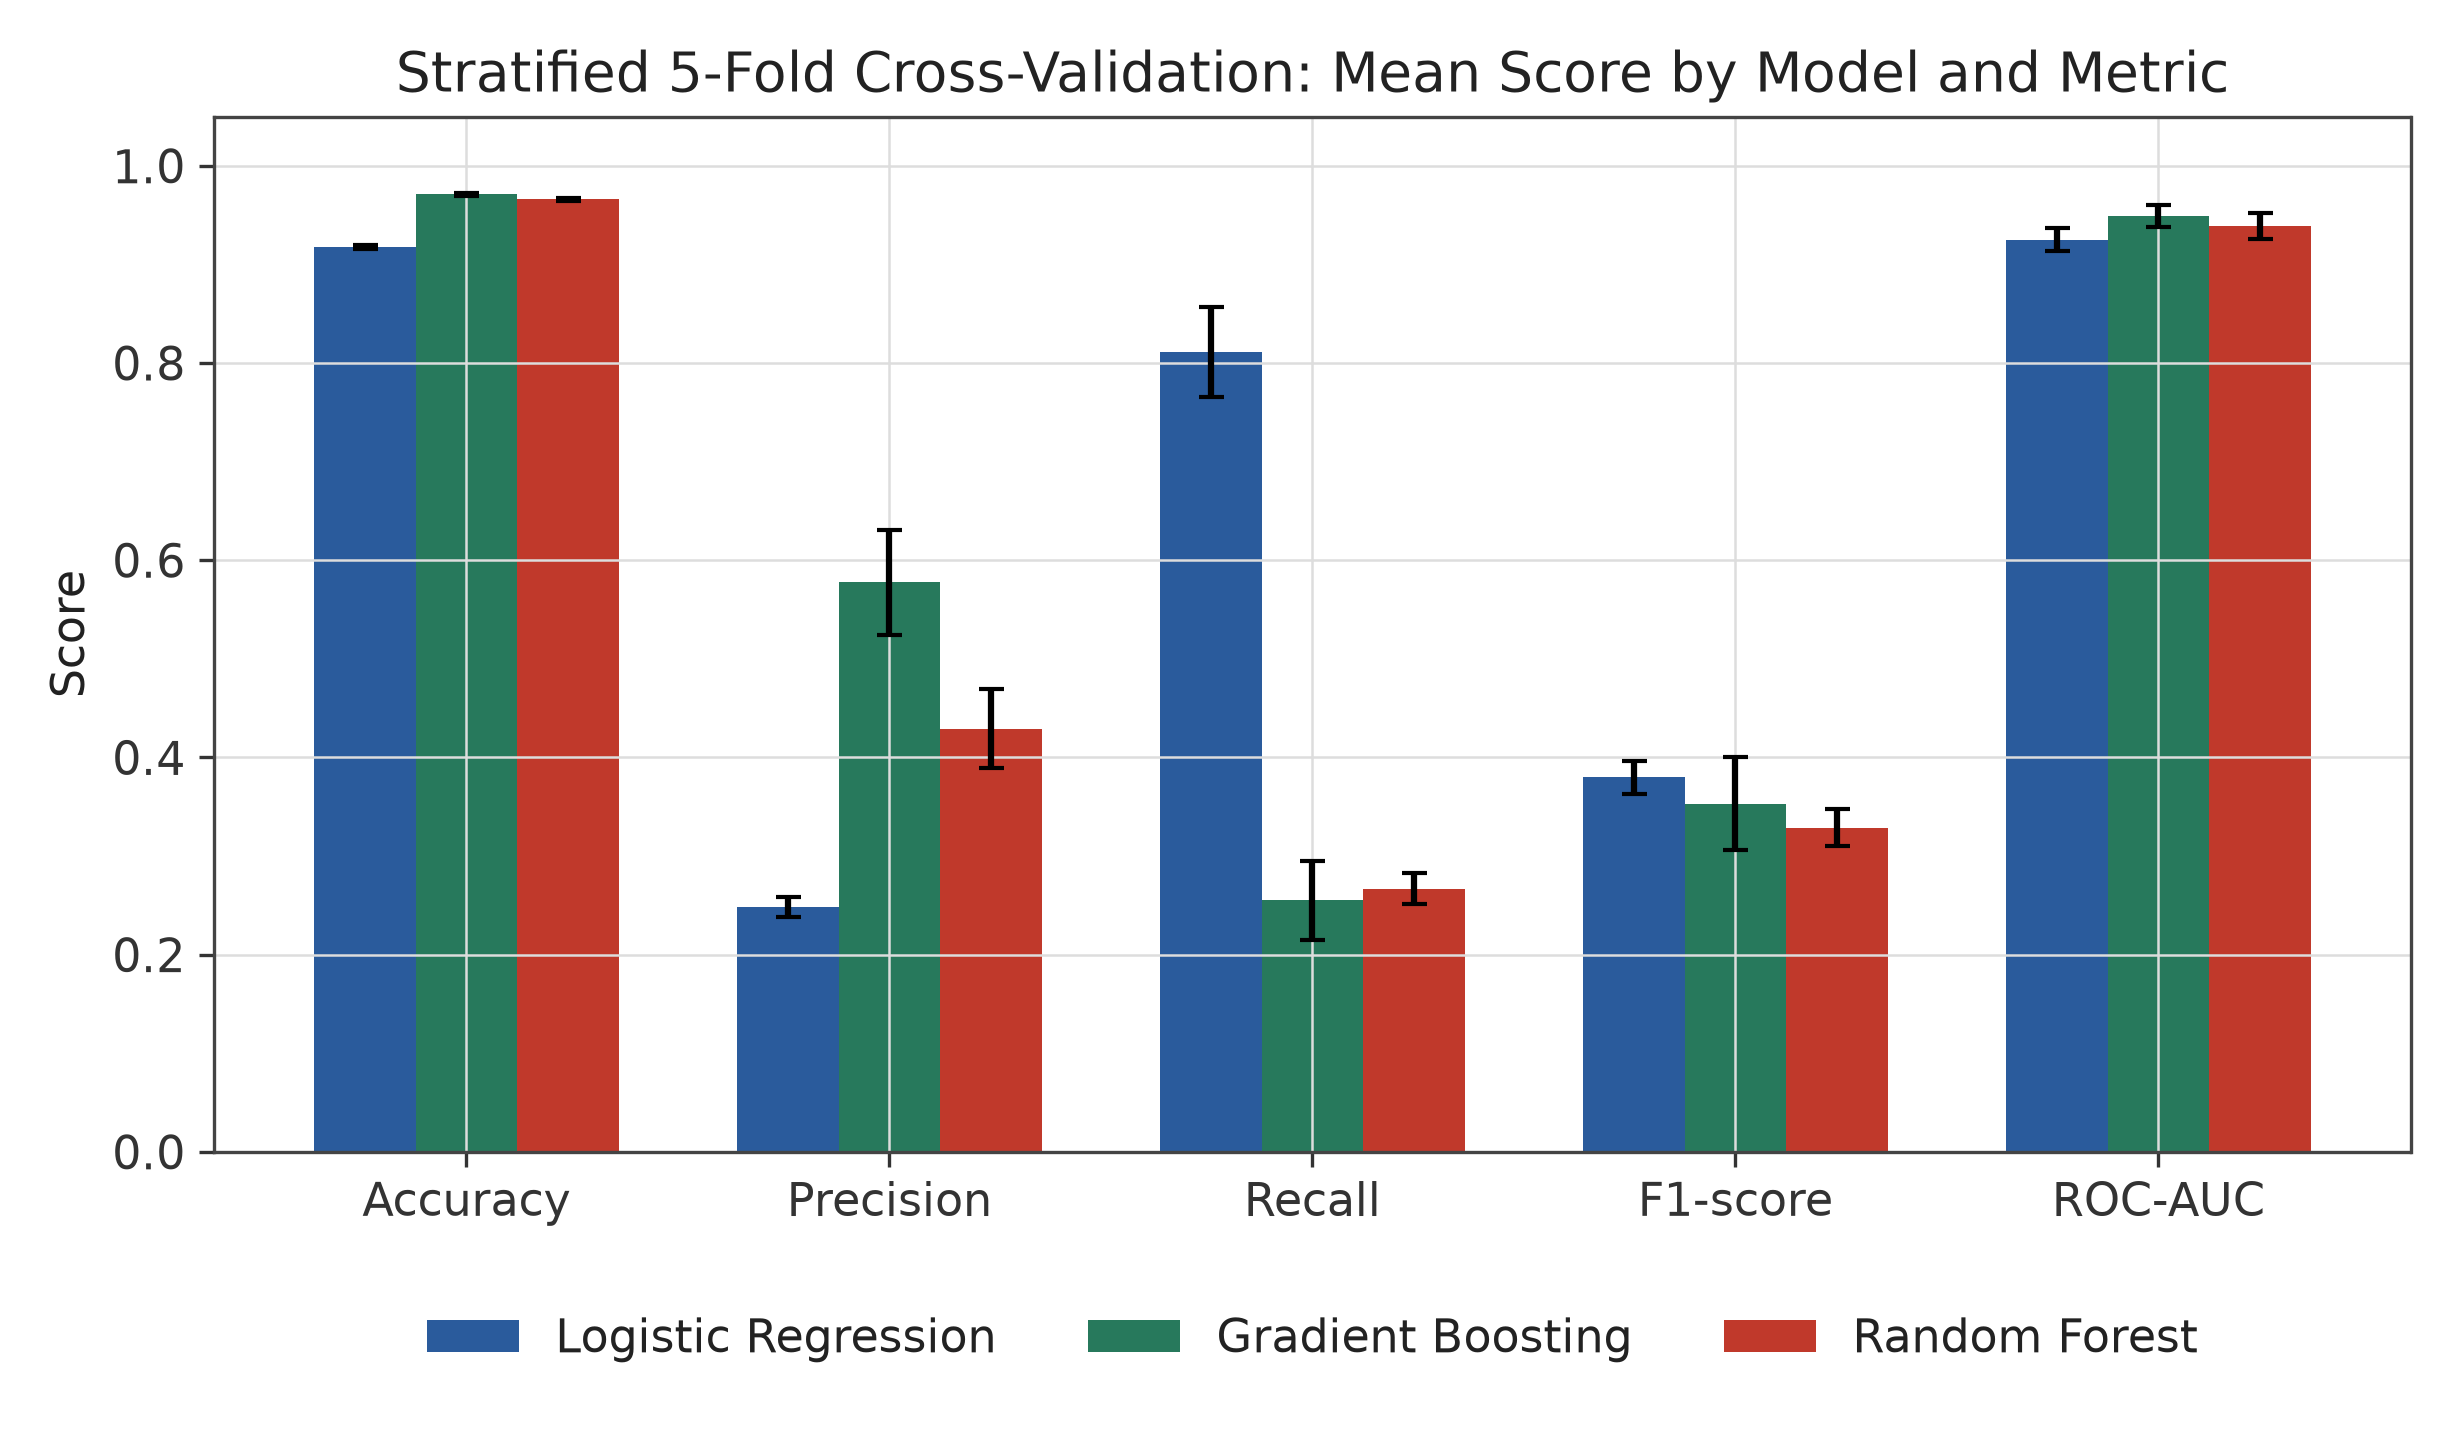 Stratified 5-Fold Cross-Validation: Mean Score by Model and Metric
1.0
0.8
0.6
0.4
0.2
0.0
Score
Accuracy Precision Recall F1-score ROC-AUC
Logistic Regression Gradient Boosting Random Forest